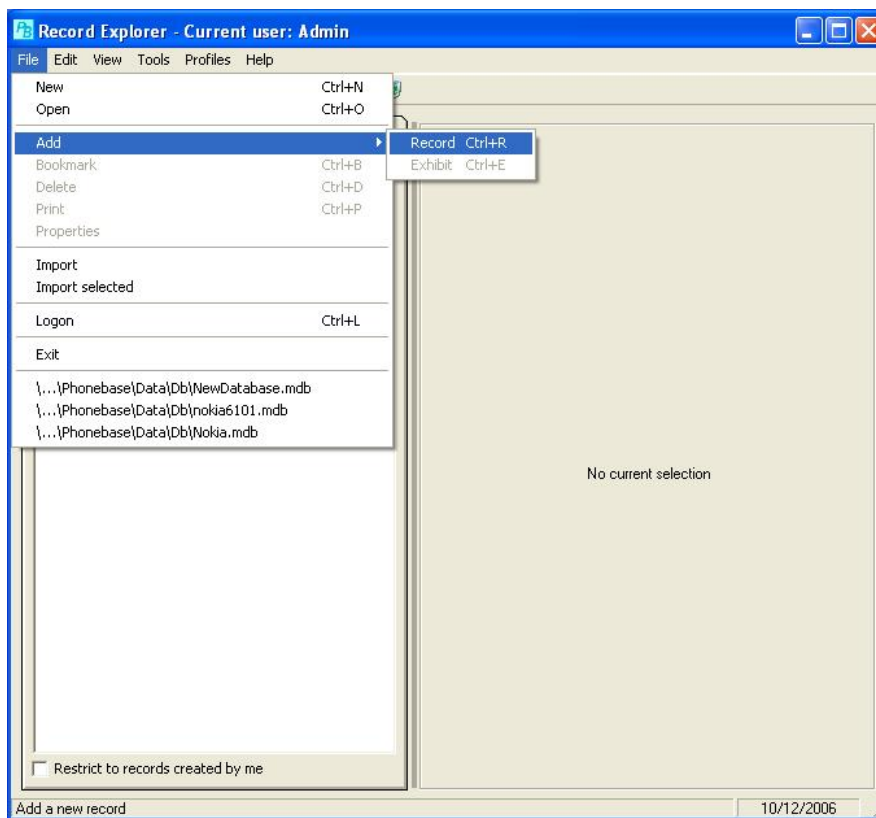 PB Record Explorer - Current user: Admin
File Edit View Tools Profiles Help
New Ctrl+N
Open Ctrl+O
Add Record Ctrl+R
Bookmark Ctrl+B Exhibit Ctrl+E
Delete Ctrl+D
Print Ctrl+P
Properties
Import
Import selected
Logon Ctrl+L
Exit
\...\Phonebase\Data\Db\NewDatabase.mdb
\...\Phonebase\Data\Db\nokia6101.mdb
\...\Phonebase\Data\Db\Nokia.mdb
No current selection
Restrict to records created by me
Add a new record 10/12/2006